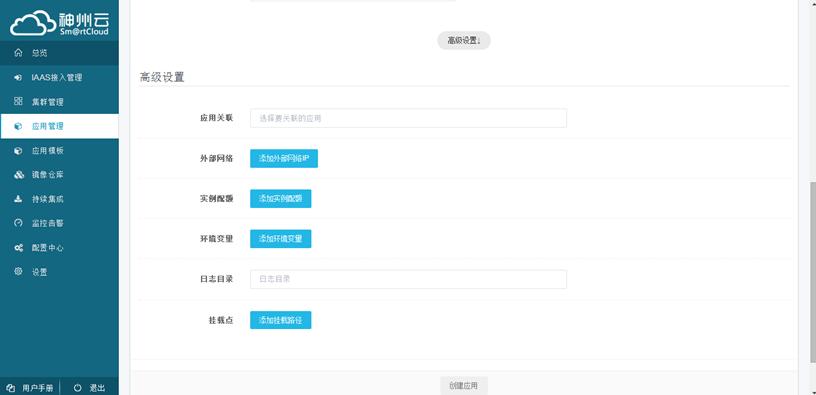 神州云
Sm@rtCloud
总览
IAAS接入管理
集群管理
应用管理
应用模板
镜像仓库
持续集成
监控告警
配置中心
设置
用户手册
退出
高级设置↓
高级设置
应用关联 选择要关联的应用
外部网络 添加外部网络IP
实例配额 添加实例配额
环境变量 添加环境变量
日志目录 日志目录
挂载点 添加挂载路径
创建应用